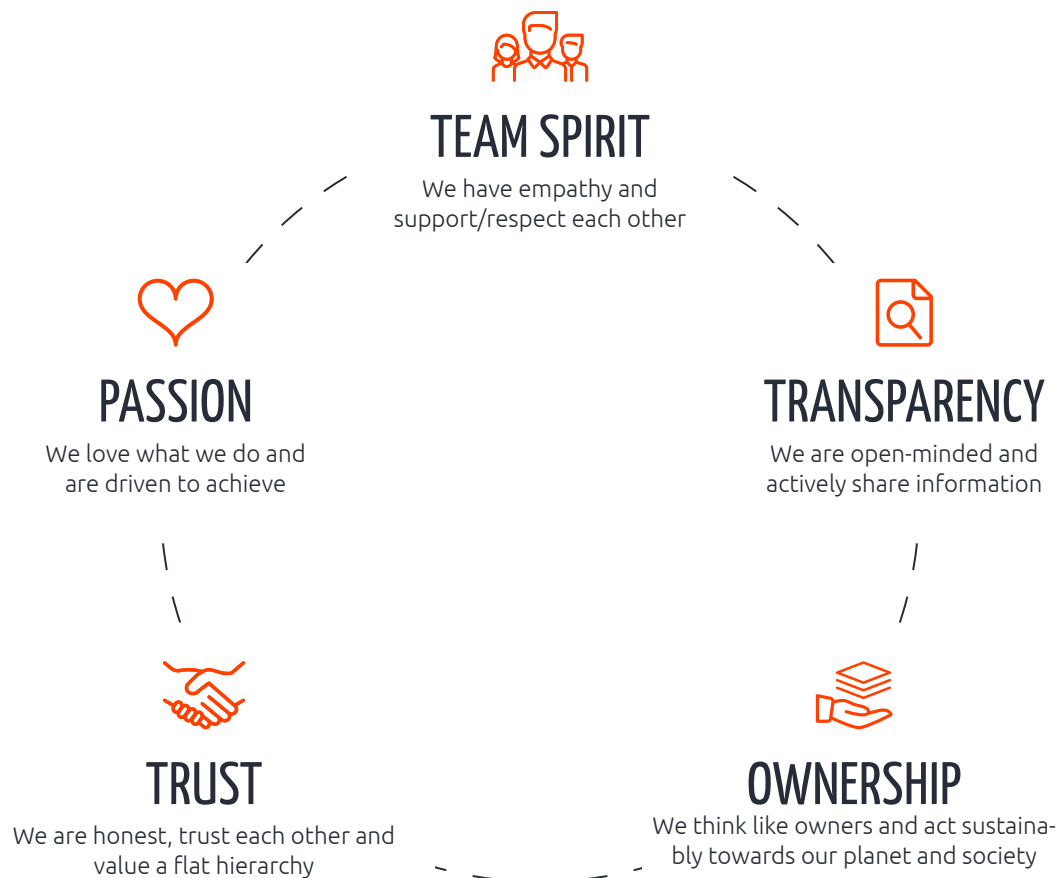 TEAM SPIRIT
We have empathy and
support/respect each other
PASSION
We love what we do and
are driven to achieve
TRANSPARENCY
We are open-minded and
actively share information
TRUST
We are honest, trust each other and
value a flat hierarchy
OWNERSHIP
We think like owners and act sustaina-
bly towards our planet and society